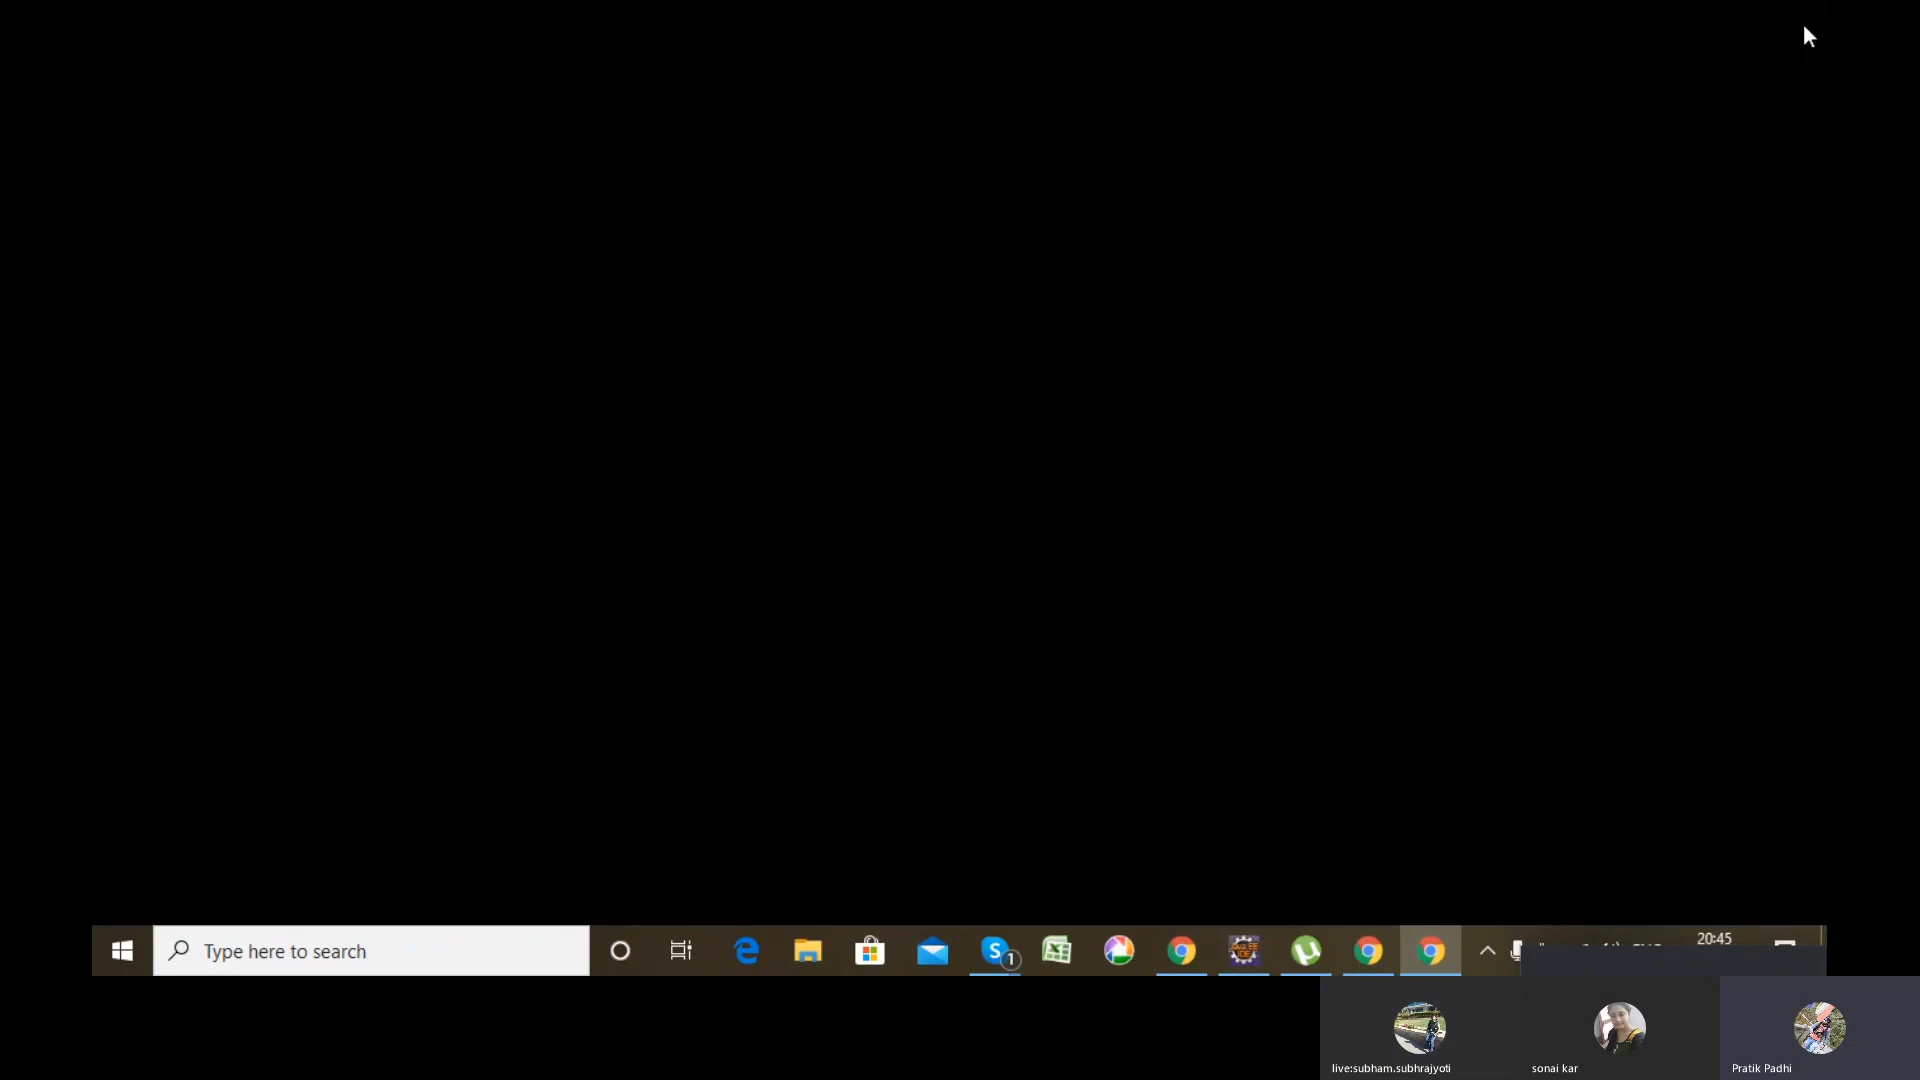 Type here to search
1
20:45
live:subham.subhrajyoti
sonai kar
Pratik Padhi